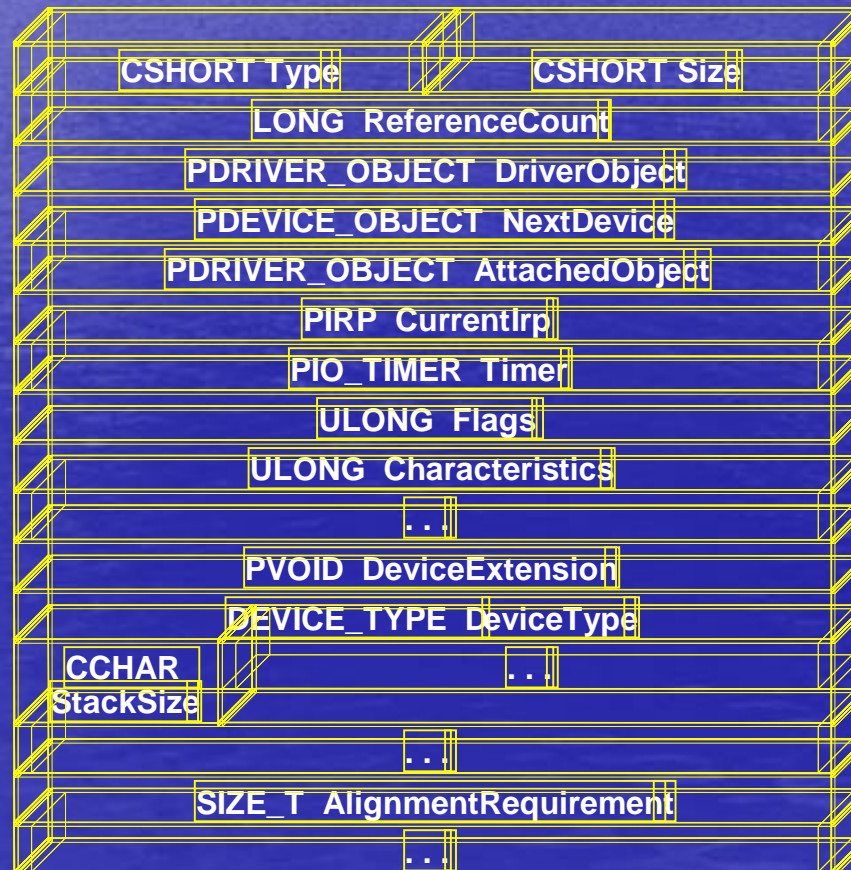 CSHORT Type CSHORT Size
LONG ReferenceCount
PDRIVER_OBJECT DriverObject
PDEVICE_OBJECT NextDevice
PDRIVER_OBJECT AttachedObject
PIRP CurrentIrp
PIO_TIMER Timer
ULONG Flags
ULONG Characteristics
. . .
PVOID DeviceExtension
DEVICE_TYPE DeviceType
CCHAR . . .
StackSize
. . .
SIZE_T AlignmentRequirement
. . .